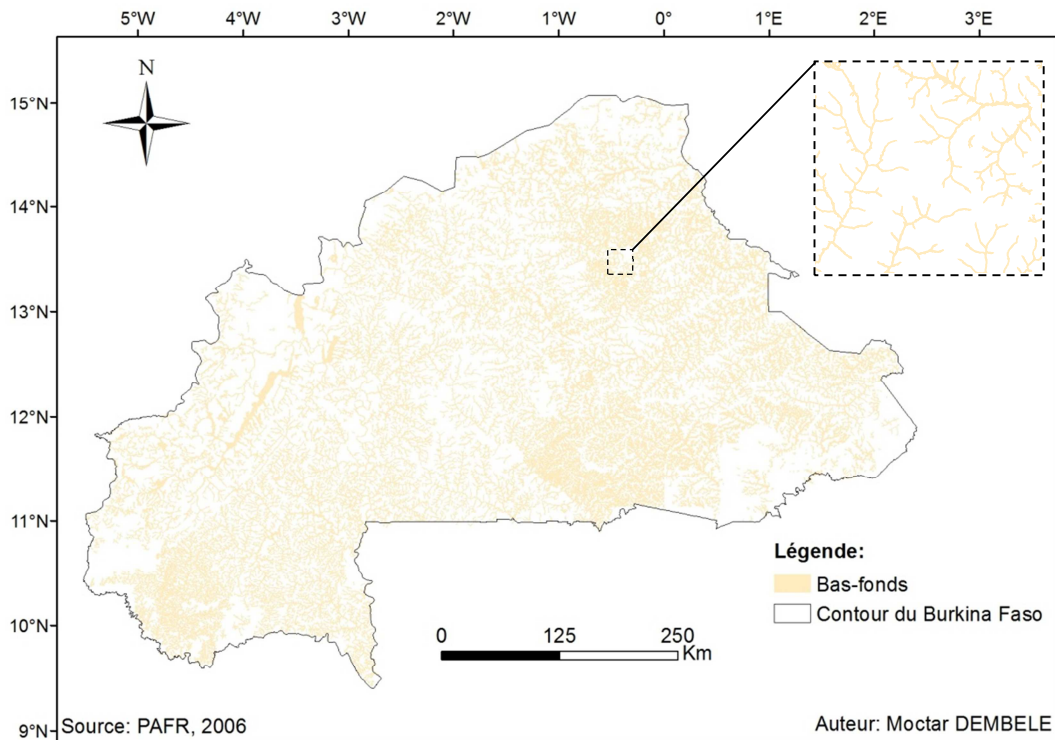 5°W 4°W 3°W 2°W 1°W 0° 1°E 2°E 3°E
N
15°N
14°N
13°N
12°N
11°N
10°N
9°N
Légende:
Bas-fonds
Contour du Burkina Faso
0 125 250
Km
Source: PAFR, 2006
Auteur: Moctar DEMBELE